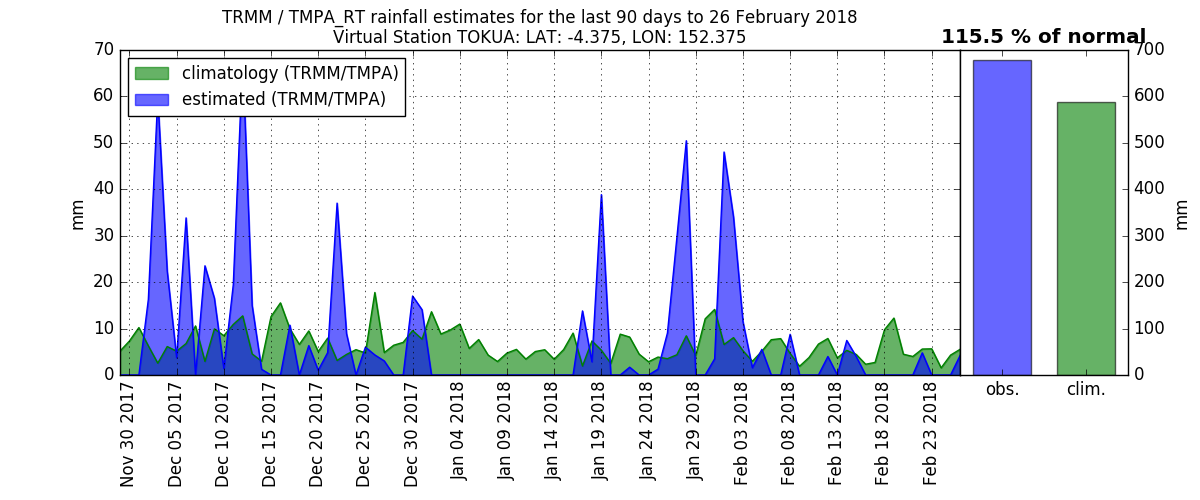 TRMM / TMPA_RT rainfall estimates for the last 90 days to 26 February 2018
Virtual Station TOKUA: LAT: -4.375, LON: 152.375
115.5 % of normal
climatology (TRMM/TMPA)
estimated (TRMM/TMPA)
mm
70
60
50
40
30
20
10
0
Nov 30 2017
Dec 05 2017
Dec 10 2017
Dec 15 2017
Dec 20 2017
Dec 25 2017
Dec 30 2017
Jan 04 2018
Jan 09 2018
Jan 14 2018
Jan 19 2018
Jan 24 2018
Jan 29 2018
Feb 03 2018
Feb 08 2018
Feb 13 2018
Feb 18 2018
Feb 23 2018
obs.
clim.
700
600
500
400
300
200
100
0
mm